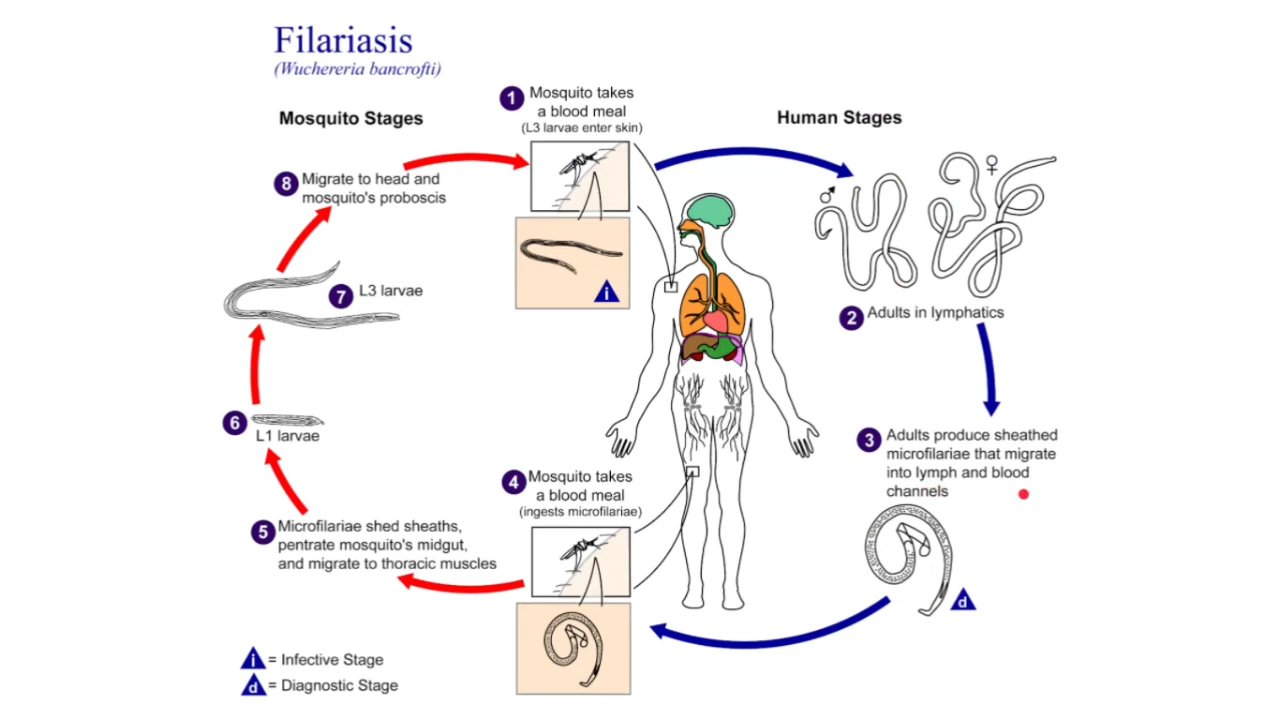 Filariasis
(Wuchereria bancrofti)
Mosquito Stages
Human Stages
1 Mosquito takes
a blood meal
(L3 larvae enter skin)
i
♂
♀
2 Adults in lymphatics
3 Adults produce sheathed
microfilariae that migrate
into lymph and blood
channels
d
4 Mosquito takes
a blood meal
(ingests microfilariae)
5 Microfilariae shed sheaths,
pentrate mosquito's midgut,
and migrate to thoracic muscles
6
L1 larvae
7 L3 larvae
8 Migrate to head and
mosquito's proboscis
i = Infective Stage
d = Diagnostic Stage